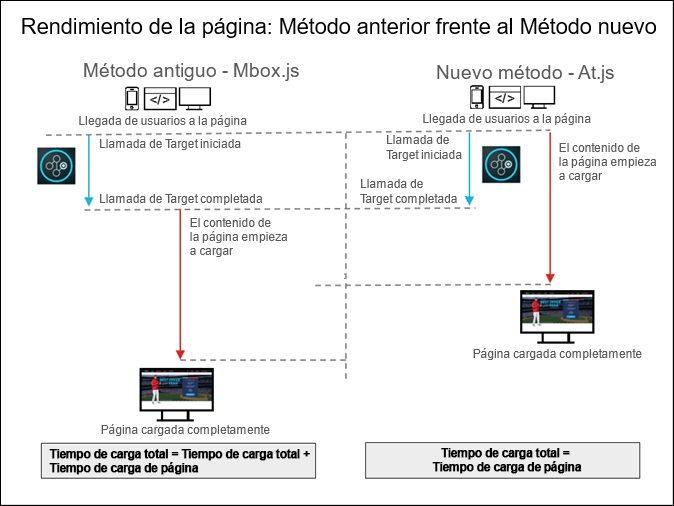 Rendimiento de la página: Método anterior frente al Método nuevo
Método antiguo - Mbox.js
</>
Llegada de usuarios a la página
Llamada de Target iniciada
Llamada de Target completada
El contenido de
la página empieza
a cargar
Página cargada completamente
Tiempo de carga total = Tiempo de carga total +
Tiempo de carga de página
Nuevo método - At.js
</>
Llegada de usuarios a la página
Llamada de
Target iniciada
Llamada de
Target completada
El contenido de
la página empieza
a cargar
Página cargada completamente
Tiempo de carga total =
Tiempo de carga de página